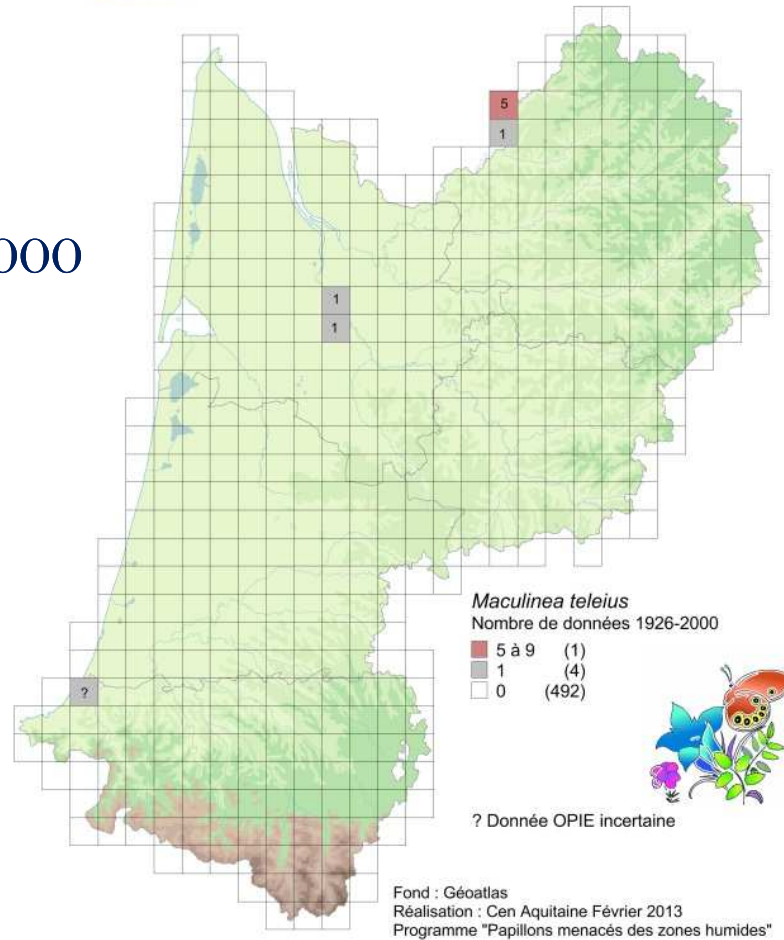 5
1
000
1
1
?
Maculinea teleius
Nombre de données 1926-2000
5 à 9 (1)
1 (4)
0 (492)
? Donnée OPIE incertaine
Fond : Géoatlas
Réalisation : Cen Aquitaine Février 2013
Programme "Papillons menacés des zones humides"